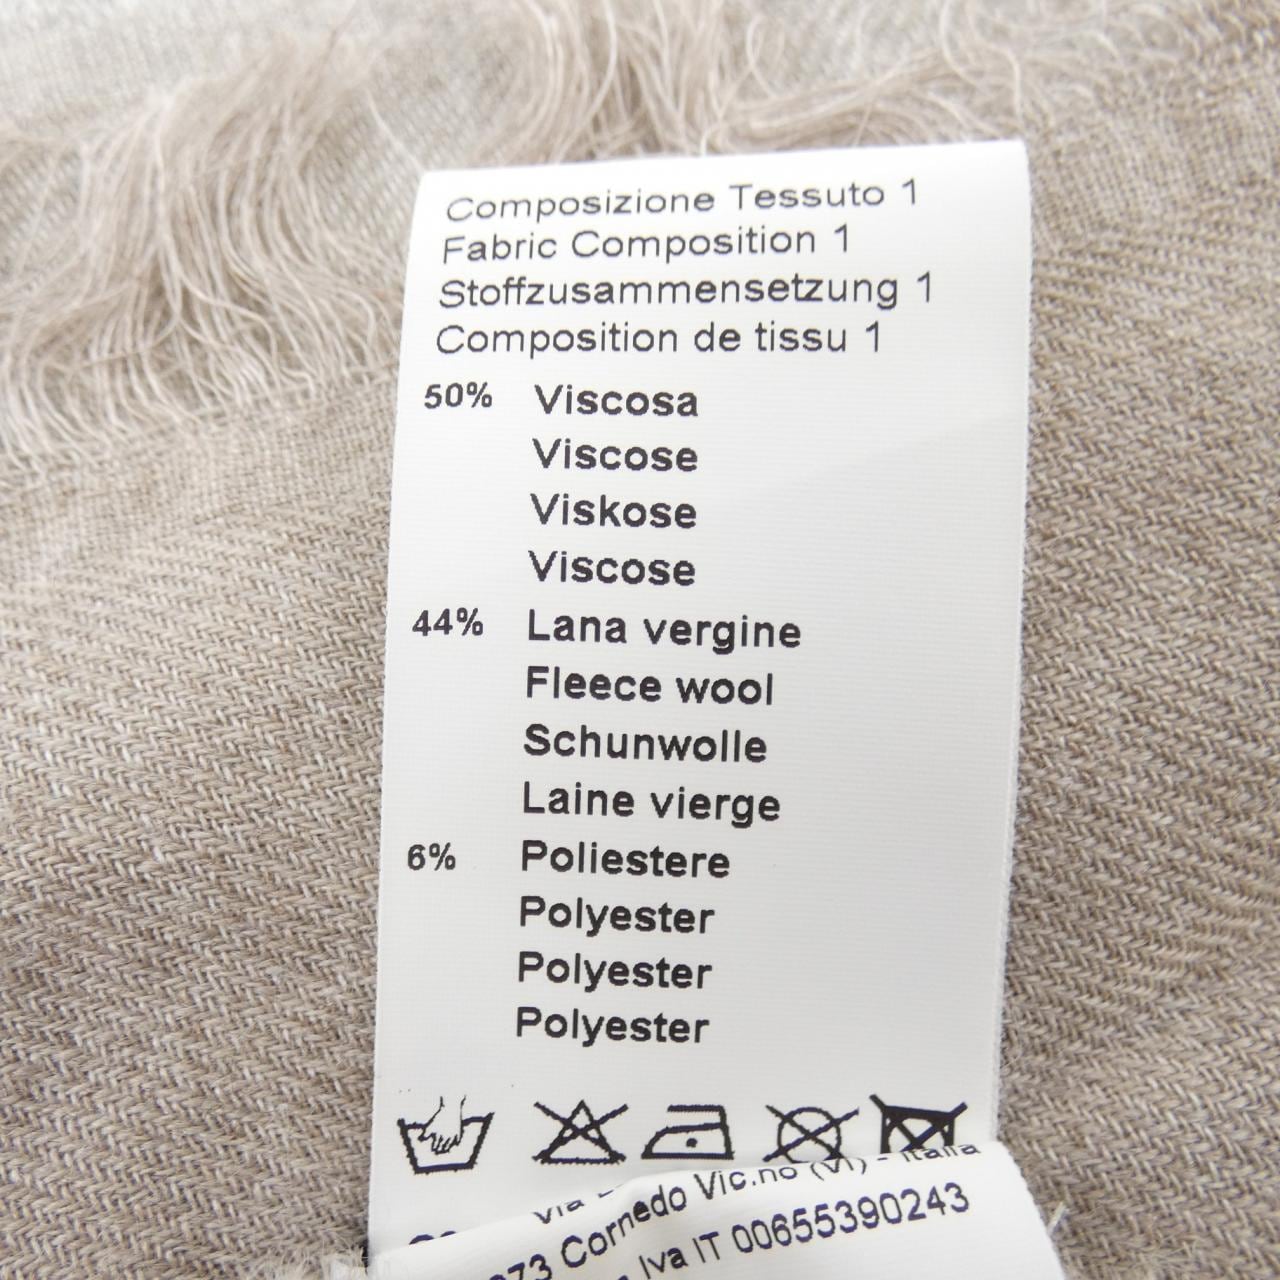 Composizione Tessuto 1
Fabric Composition 1
Stoffzusammensetzung 1
Composition de tissu 1
50% Viscosa
Viscose
Viskose
Viscose
44% Lana vergine
Fleece wool
Schunwolle
Laine vierge
6% Poliestere
Polyester
Polyester
Polyester
Via
073 Cornedo Vic.no (VI) - Italia
Iva IT 00655390243